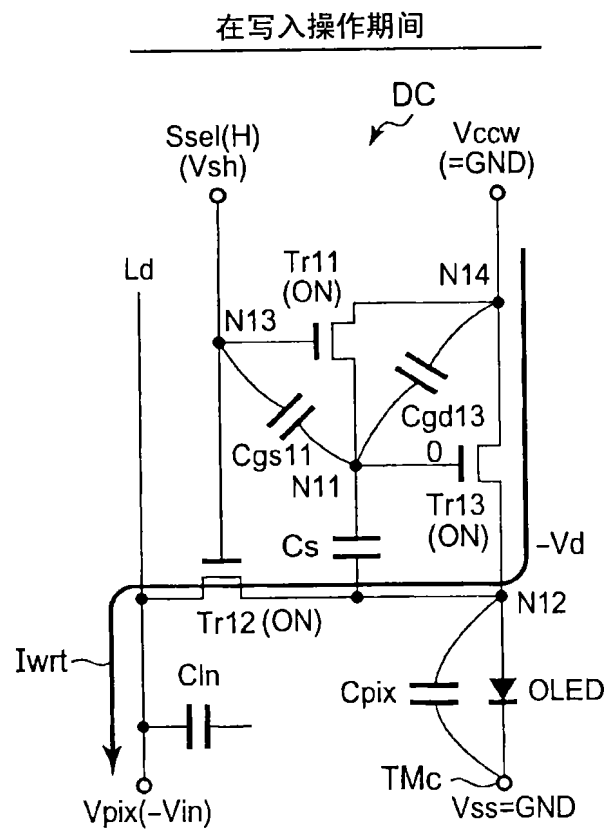 在写入操作期间
DC
Ssel(H)
(Vsh)
Vccw
(=GND)
Ld
Tr11
(ON)
N14
N13
Cgd13
Cgs11
0
N11
Tr13
(ON)
Cs
-Vd
N12
Tr12 (ON)
Iwrt
Cln
Cpix
OLED
TMc
Vpix(-Vin)
Vss=GND